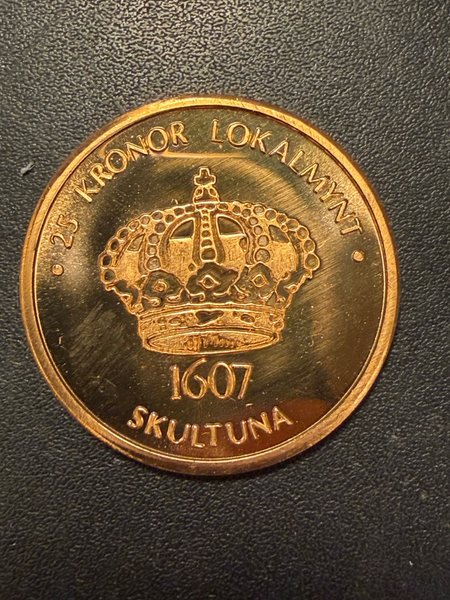 • 25 KRONOR LOKALMYNT •
1607
SKULTUNA